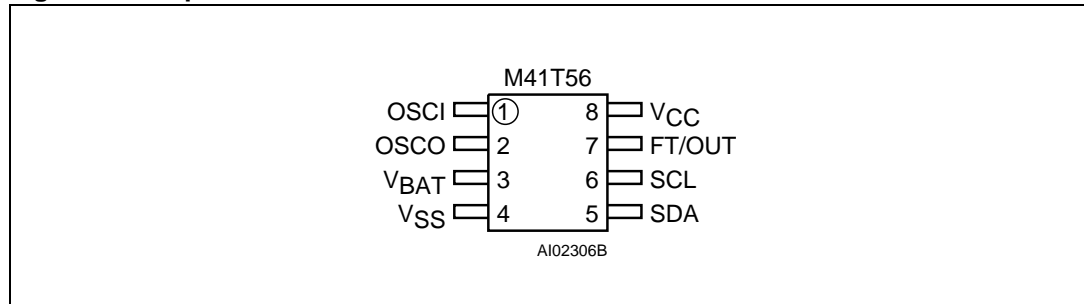 M41T56
OSCI 1 8 VCC
OSCO 2 7 FT/OUT
VBAT 3 6 SCL
VSS 4 5 SDA
AI02306B